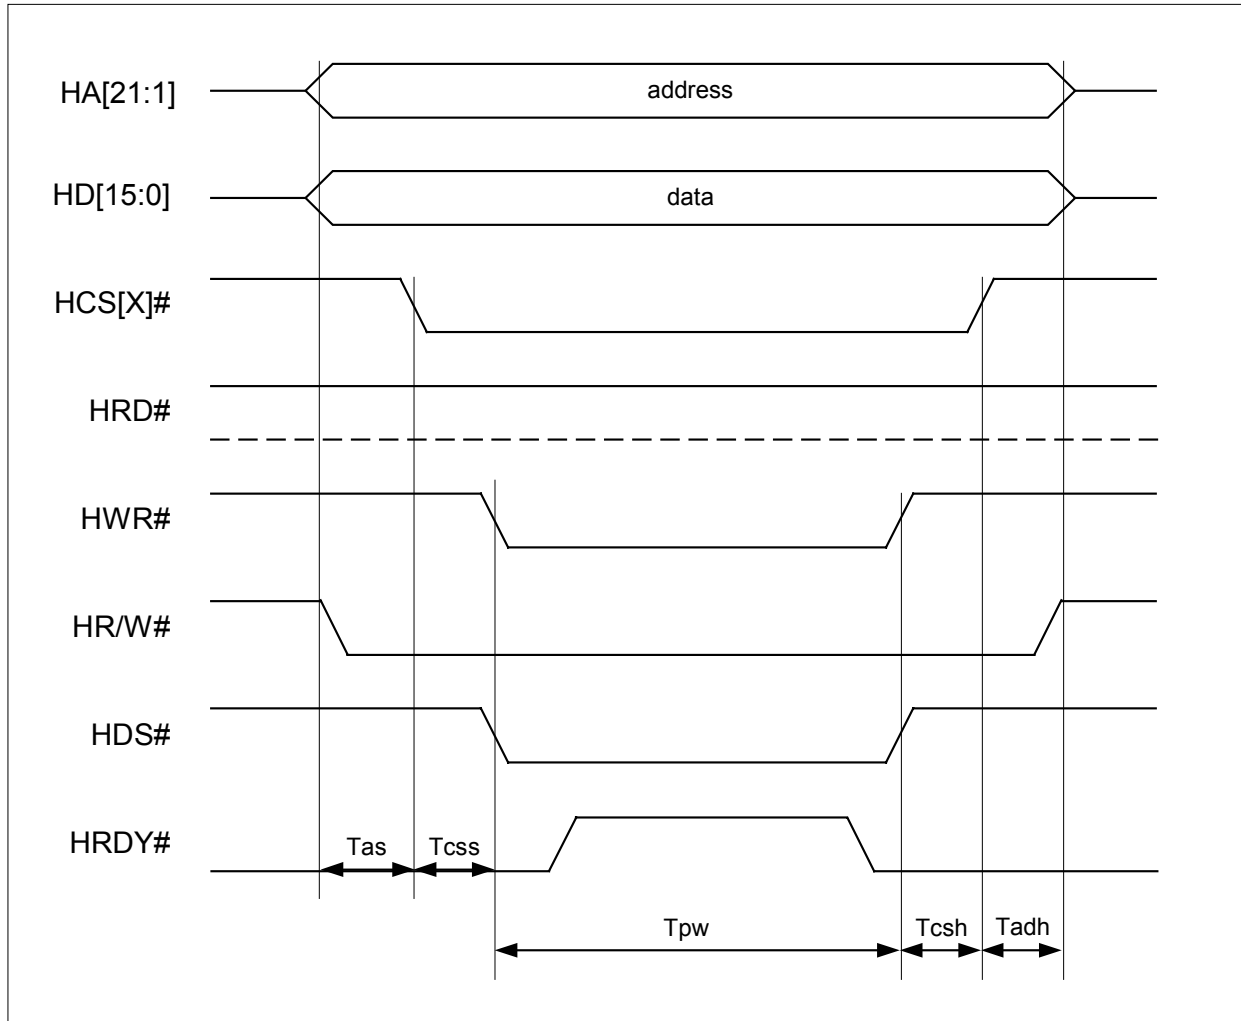 HA[21:1]
address
HD[15:0]
data
HCS[X]#
HRD#
HWR#
HR/W#
HDS#
HRDY#
Tas
Tcss
Tpw
Tcsh
Tadh